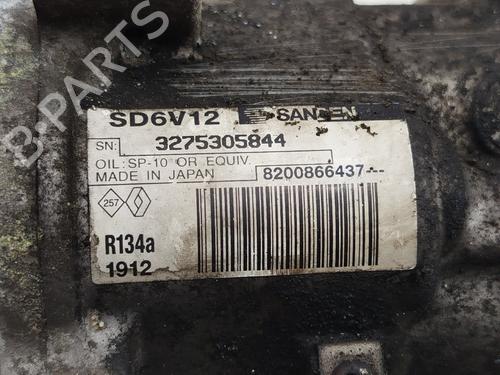 B-PARTS
SD6V12 SANDEN
SN: 3275305844
OIL: SP-10 OR EQUIV.
MADE IN JAPAN 8200866437---
257
R134a
1912